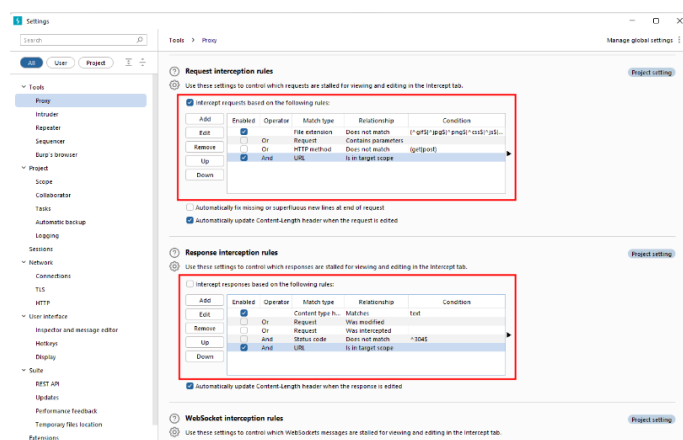 Settings
Search
Tools > Proxy
Manage global settings
All User Project
Tools
Proxy
Intruder
Repeater
Sequencer
Burp's browser
Project
Scope
Collaborator
Tasks
Automatic backup
Logging
Sessions
Network
Connections
TLS
HTTP
User interface
Inspector and message editor
Hotkeys
Display
Suite
REST API
Updates
Performance feedback
Temporary files location
Extensions
Request interception rules
Project setting
Use these settings to control which requests are stalled for viewing and editing in the Intercept tab.
Intercept requests based on the following rules:
Add
Edit
Remove
Up
Down
Enabled Operator Match type Relationship Condition
File extension Does not match (^gif$|^jpg$|^png$|^css$|^js$|...
Or Request Contains parameters
Or HTTP method Does not match (get|post)
And URL Is in target scope
Automatically fix missing or superfluous new lines at end of request
Automatically update Content-Length header when the request is edited
Response interception rules
Project setting
Use these settings to control which responses are stalled for viewing and editing in the Intercept tab.
Intercept responses based on the following rules:
Add
Edit
Remove
Up
Down
Enabled Operator Match type Relationship Condition
Content type h... Matches text
Or Request Was modified
Or Request Was intercepted
And Status code Does not match ^304$
And URL Is in target scope
Automatically update Content-Length header when the response is edited
WebSocket interception rules
Project setting
Use these settings to control which WebSockets messages are stalled for viewing and editing in the Intercept tab.